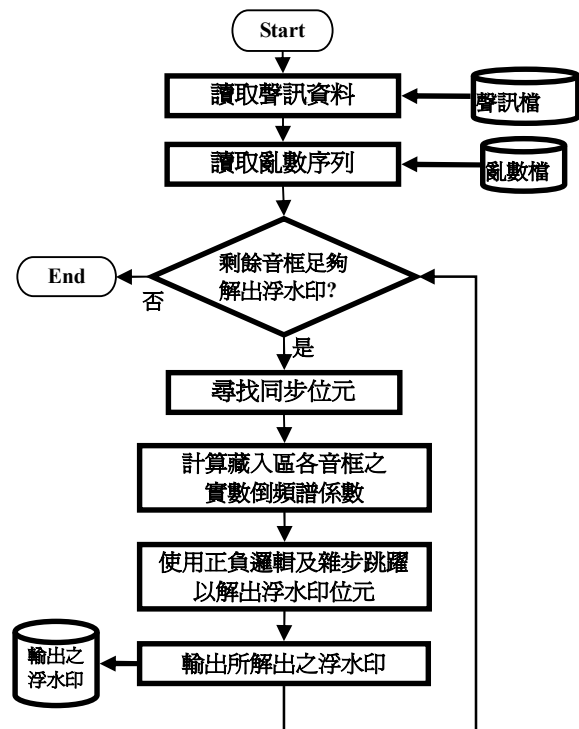 Start
讀取聲訊資料
聲訊檔
讀取亂數序列
亂數檔
剩餘音框足夠
解出浮水印?
End
否
是
尋找同步位元
計算藏入區各音框之
實數倒頻譜係數
使用正負邏輯及雜步跳躍
以解出浮水印位元
輸出之
浮水印
輸出所解出之浮水印